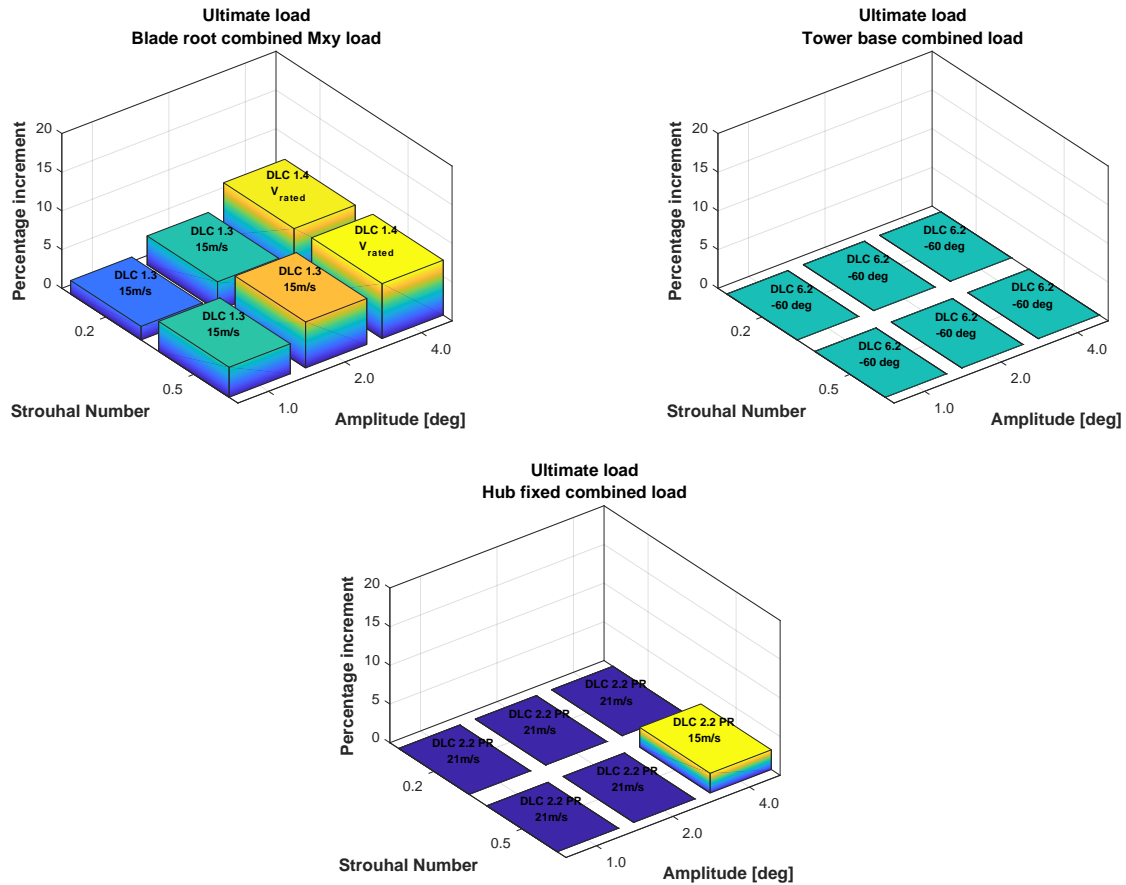 Ultimate load
Blade root combined Mxy load
Percentage increment
20
15
10
5
0
DLC 1.4
V rated
DLC 1.3
15m/s
DLC 1.4
V rated
DLC 1.3
15m/s
DLC 1.3
15m/s
DLC 1.3
15m/s
0.2
0.5
Strouhal Number
1.0
2.0
4.0
Amplitude [deg]
Ultimate load
Tower base combined load
Percentage increment
20
15
10
5
0
DLC 6.2
-60 deg
DLC 6.2
-60 deg
DLC 6.2
-60 deg
DLC 6.2
-60 deg
DLC 6.2
-60 deg
DLC 6.2
-60 deg
0.2
0.5
Strouhal Number
1.0
2.0
4.0
Amplitude [deg]
Ultimate load
Hub fixed combined load
Percentage increment
20
15
10
5
0
DLC 2.2 PR
21m/s
DLC 2.2 PR
21m/s
DLC 2.2 PR
15m/s
DLC 2.2 PR
21m/s
DLC 2.2 PR
21m/s
DLC 2.2 PR
21m/s
0.2
0.5
Strouhal Number
1.0
2.0
4.0
Amplitude [deg]